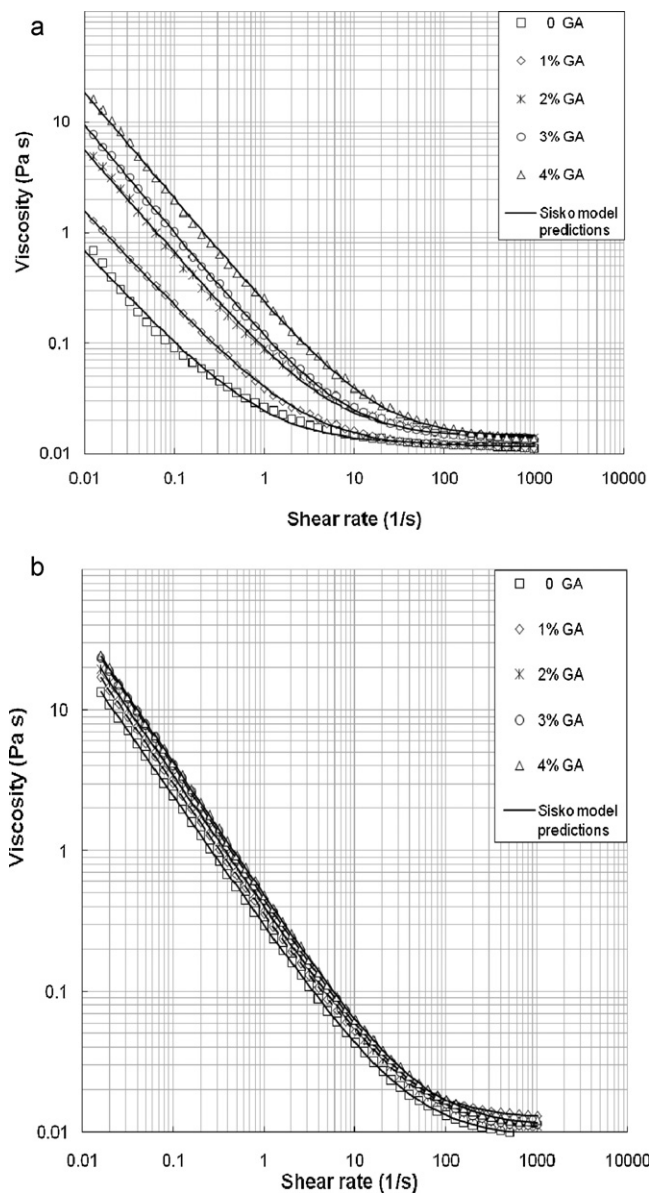 a
Viscosity (Pa s)
10
1
0.1
0.01
0.01 0.1 1 10 100 1000 10000
Shear rate (1/s)
0 GA
1% GA
2% GA
3% GA
4% GA
Sisko model
predictions
b
Viscosity (Pa s)
10
1
0.1
0.01
0.01 0.1 1 10 100 1000 10000
Shear rate (1/s)
0 GA
1% GA
2% GA
3% GA
4% GA
Sisko model
predictions